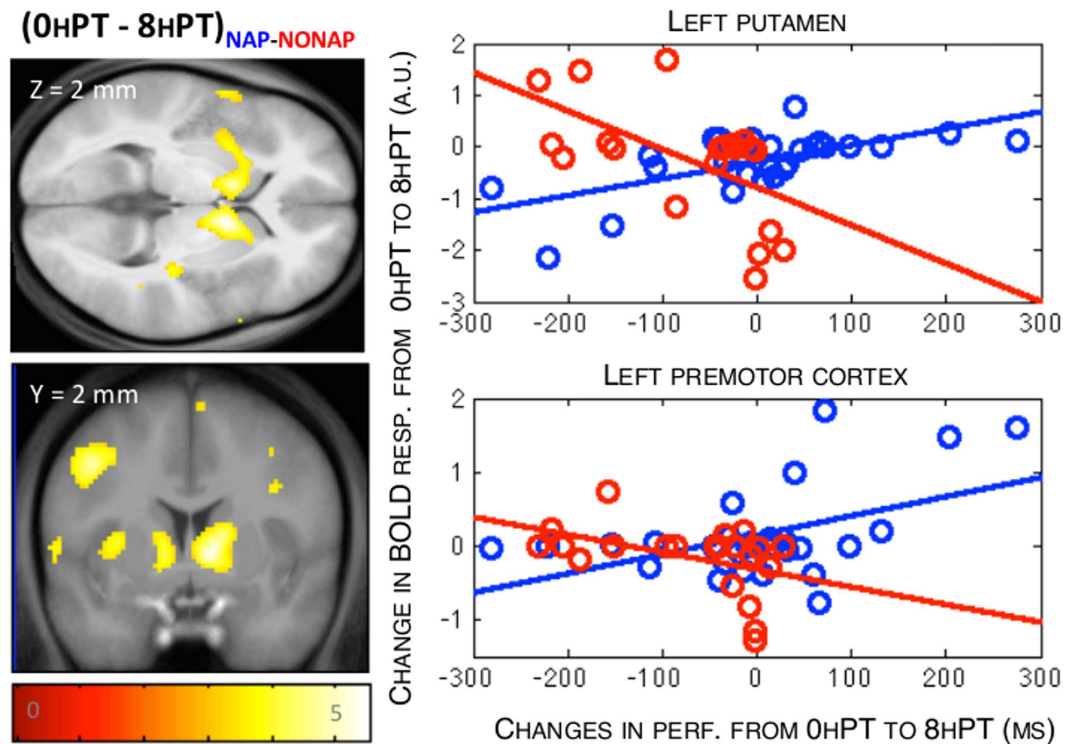 (0HPT - 8HPT)NAP-NONAP
Z = 2 mm
Y = 2 mm
0 5
CHANGE IN BOLD RESP. FROM 0HPT TO 8HPT (A.U.)
LEFT PUTAMEN
2
1
0
-1
-2
-3
-300 -200 -100 0 100 200 300
LEFT PREMOTOR CORTEX
2
1
0
-1
-300 -200 -100 0 100 200 300
CHANGES IN PERF. FROM 0HPT TO 8HPT (MS)